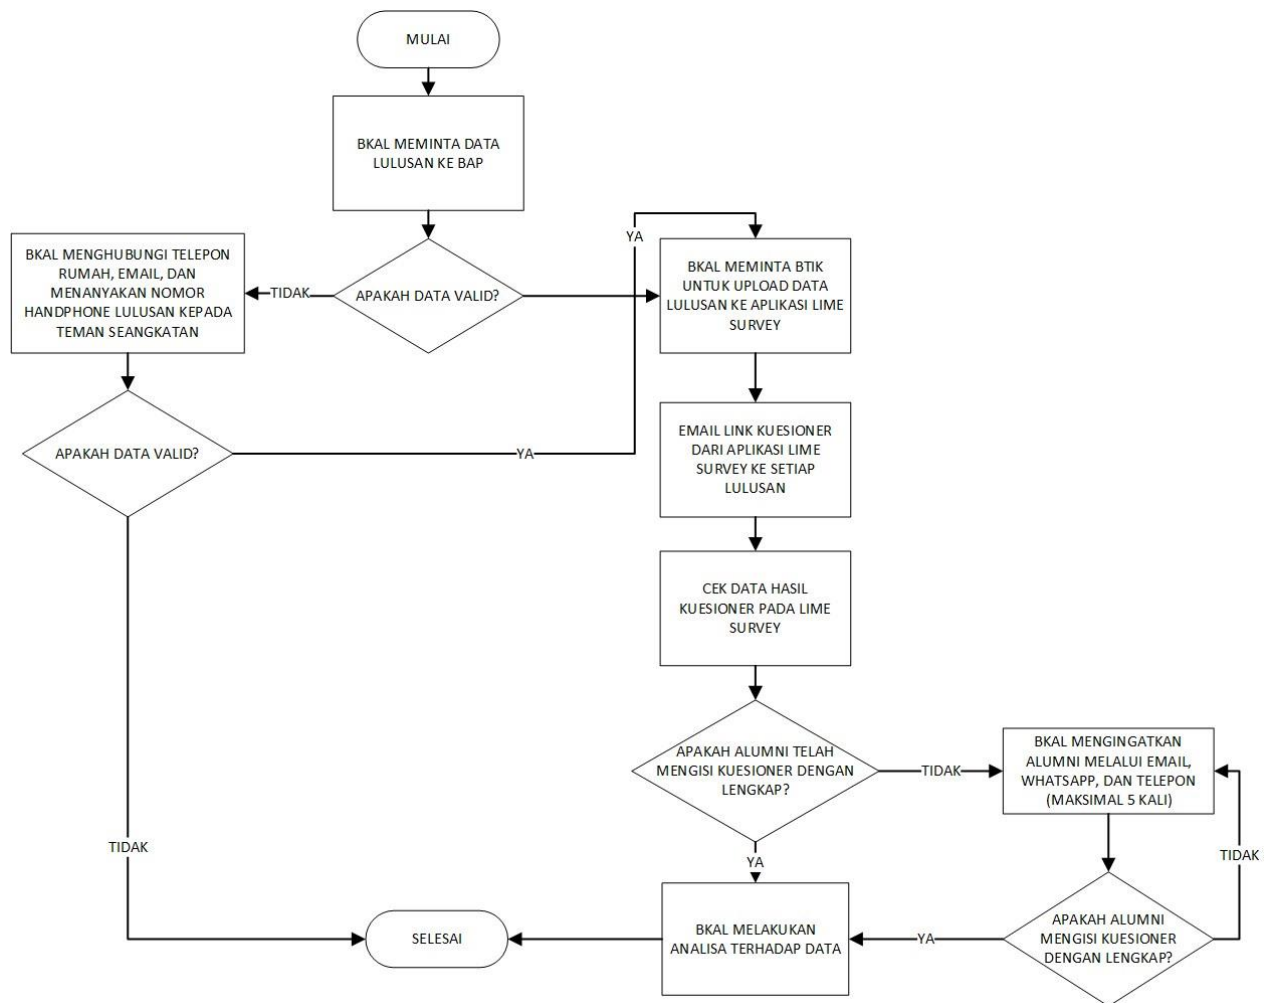 MULAI
BKAL MEMINTA DATA
LULUSAN KE BAP
YA
BKAL MENGHUBUNGI TELEPON
RUMAH, EMAIL, DAN
MENANYAKAN NOMOR
HANDPHONE LULUSAN KEPADA
TEMAN SEANGKATAN
TIDAK
APAKAH DATA VALID?
BKAL MEMINTA BTIK
UNTUK UPLOAD DATA
LULUSAN KE APLIKASI LIME
SURVEY
APAKAH DATA VALID?
YA
EMAIL LINK KUESIONER
DARI APLIKASI LIME
SURVEY KE SETIAP
LULUSAN
CEK DATA HASIL
KUESIONER PADA LIME
SURVEY
APAKAH ALUMNI TELAH
MENGISI KUESIONER DENGAN
LENGKAP?
TIDAK
BKAL MENGINGATKAN
ALUMNI MELALUI EMAIL,
WHATSAPP, DAN TELEPON
(MAKSIMAL 5 KALI)
TIDAK
YA
TIDAK
SELESAI
BKAL MELAKUKAN
ANALISA TERHADAP DATA
YA
APAKAH ALUMNI
MENGISI KUESIONER
DENGAN LENGKAP?